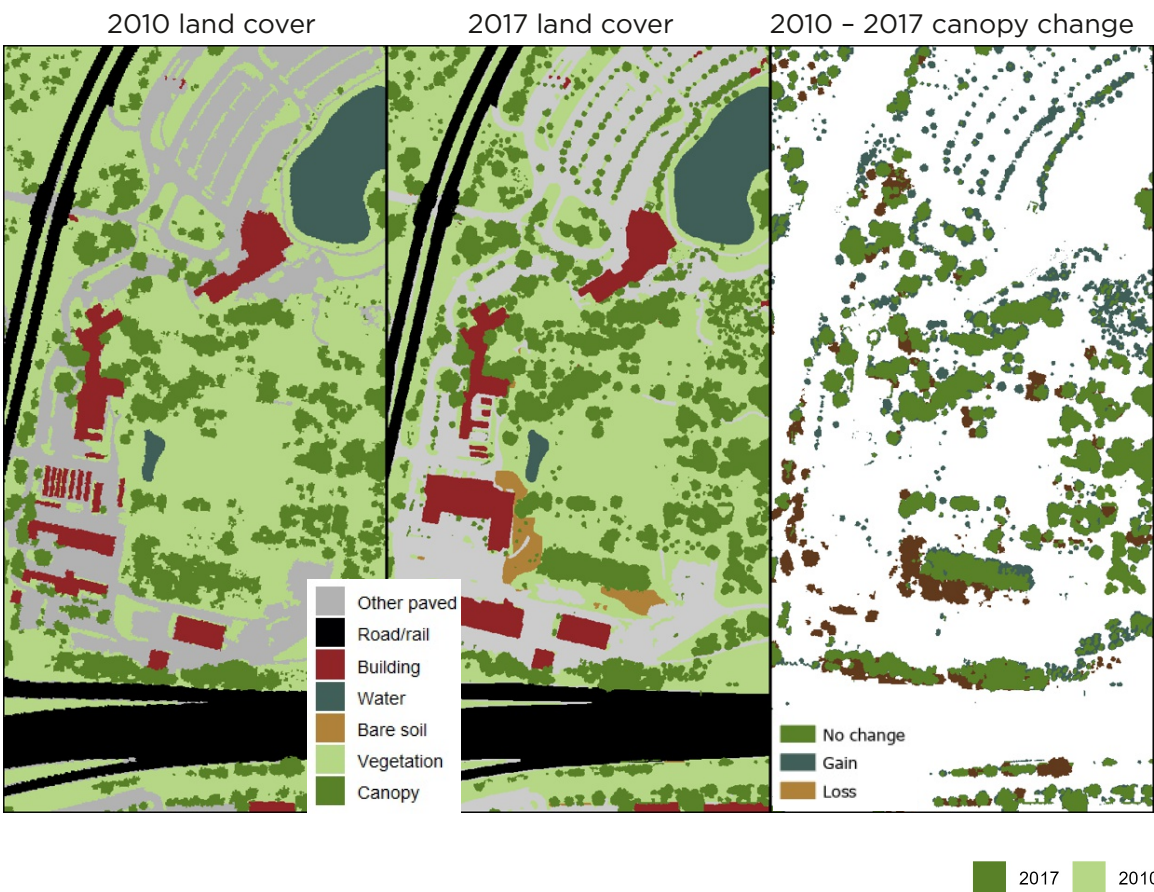 2010 land cover
2017 land cover
2010 – 2017 canopy change
Other paved
Road/rail
Building
Water
Bare soil
Vegetation
Canopy
No change
Gain
Loss
2017
2010